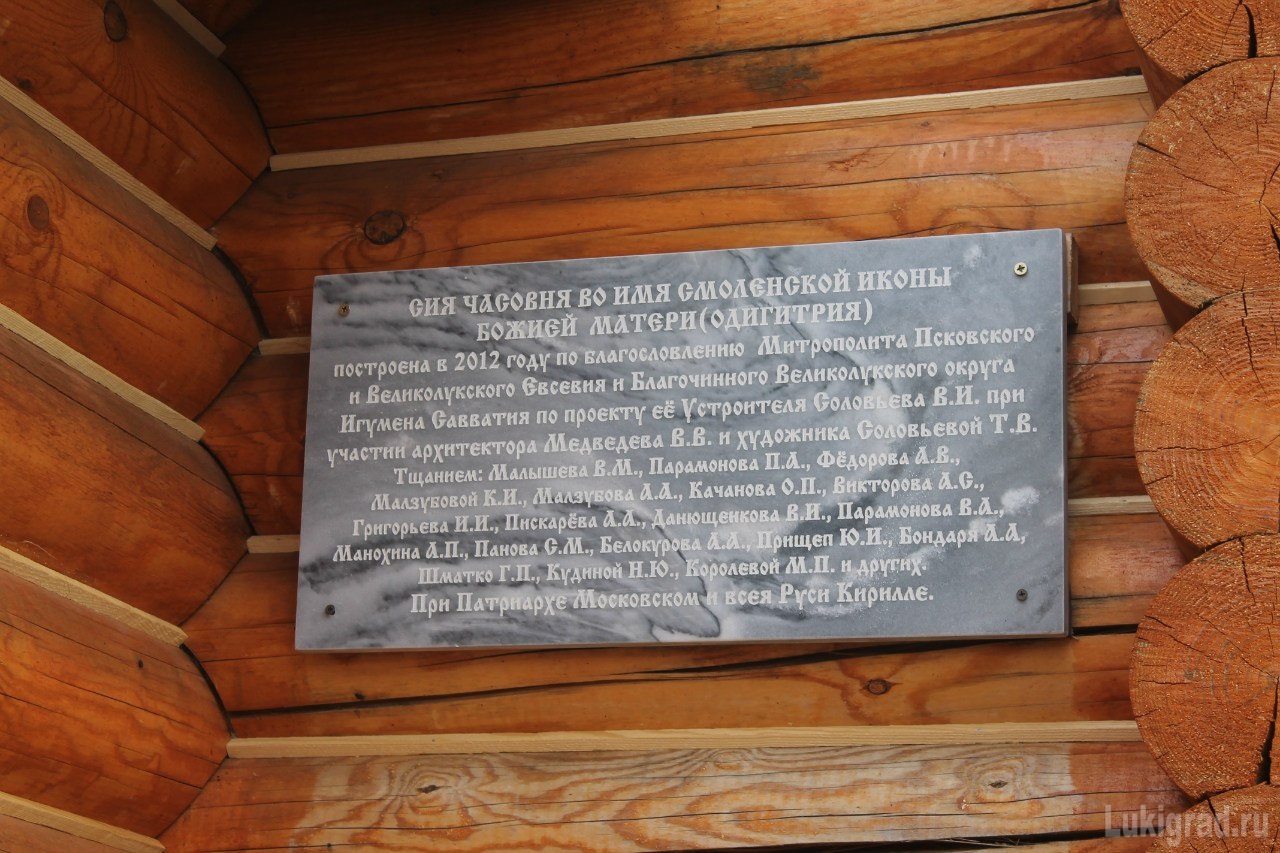 СИЯ ЧАСОВНЯ ВО ИМЯ СМОЛЕНСКОЙ ИКОНЫ
БОЖИЕЙ МАТЕРИ(ОДИГИТРИЯ)
построена в 2012 году по благословлению Митрополита Псковского
и Великолукского Евсевия и Благочинного Великолукского округа
Игумена Савватия по проекту её Устроителя Соловьева В.И. при
участии архитектора Медведева В.В. и художника Соловьевой Т.В.
Тщанием: Малышева В.М., Парамонова П.А., Фёдорова А.В.,
Малзубовой К.И., Малзубова А.А., Качанова О.П., Викторова А.С.,
Григорьева И.И., Пискарёва А.А., Данющенкова В.И., Парамонова В.А.,
Манохина А.П., Панова С.М., Белокурова А.А., Прищеп Ю.И., Бондаря А.А,
Шматко Г.П., Кудиной Н.Ю., Королевой М.П. и других.
При Патриархе Московском и всея Руси Кирилле.
Lukigrad.ru